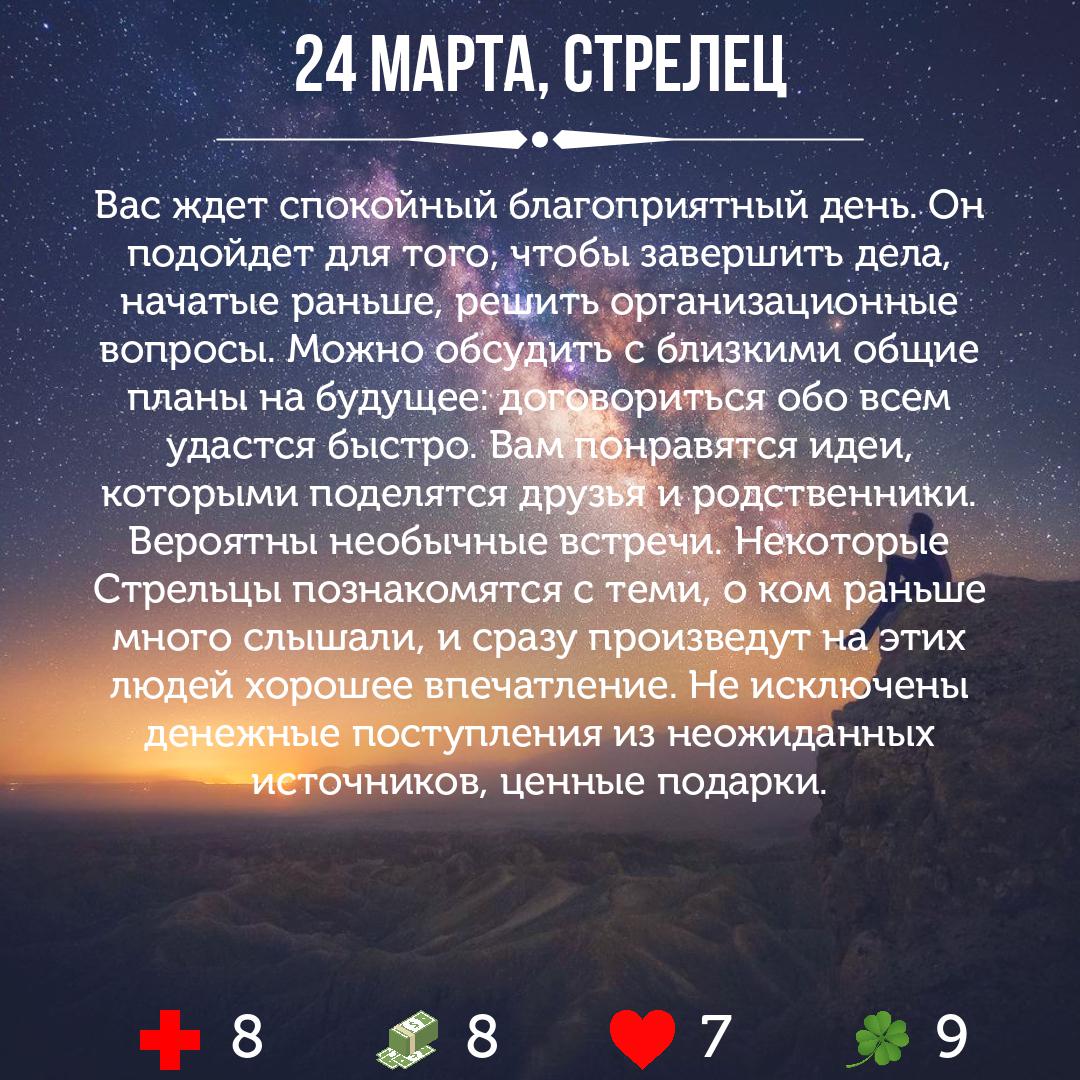 24 МАРТА, СТРЕЛЕЦ
Вас ждет спокойный благоприятный день. Он
подойдет для того, чтобы завершить дела,
начатые раньше, решить организационные
вопросы. Можно обсудить с близкими общие
планы на будущее: договориться обо всем
удастся быстро. Вам понравятся идеи,
которыми поделятся друзья и родственники.
Вероятны необычные встречи. Некоторые
Стрельцы познакомятся с теми, о ком раньше
много слышали, и сразу произведут на этих
людей хорошее впечатление. Не исключены
денежные поступления из неожиданных
источников, ценные подарки.
8 8 7 9